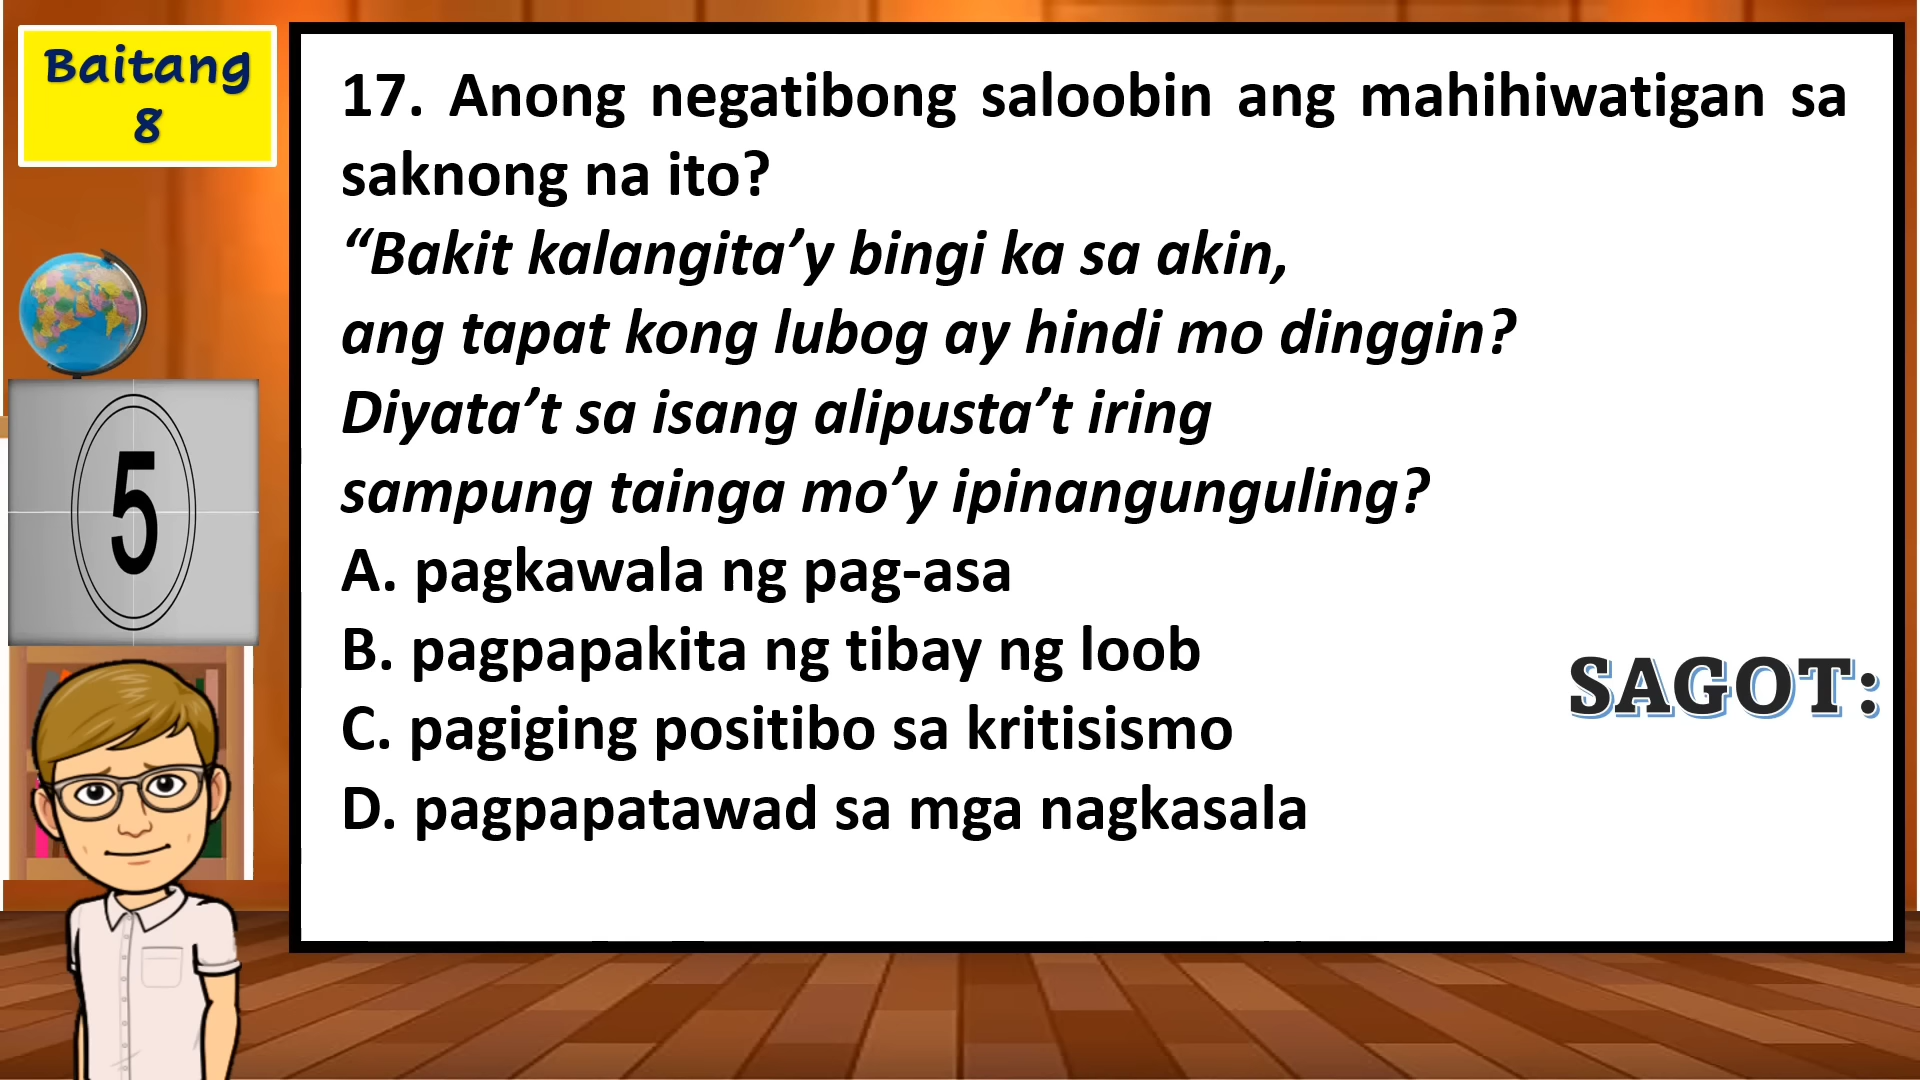 Baitang
8
17. Anong negatibong saloobin ang mahihiwatigan sa
saknong na ito?
“Bakit kalangita’y bingi ka sa akin,
ang tapat kong lubog ay hindi mo dinggin?
Diyata’t sa isang alipusta’t iring
sampung tainga mo’y ipinangunguling?
A. pagkawala ng pag-asa
B. pagpapakita ng tibay ng loob
C. pagiging positibo sa kritisismo
D. pagpapatawad sa mga nagkasala
5
SAGOT: